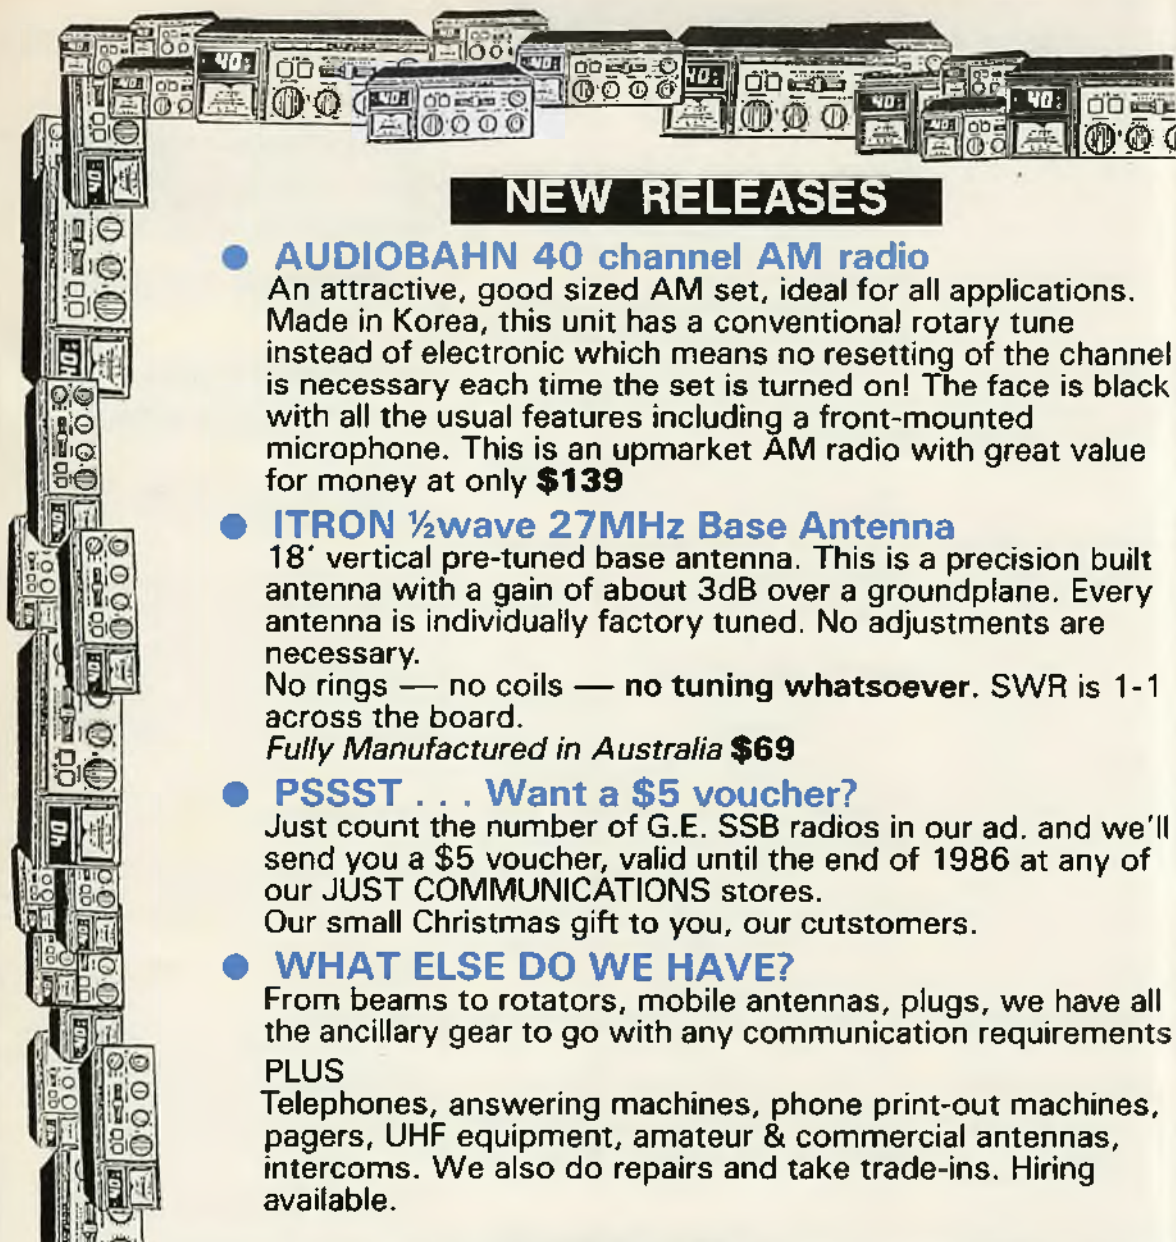 NEW RELEASES
● AUDIOBAHN 40 channel AM radio
An attractive, good sized AM set, ideal for all applications.
Made in Korea, this unit has a conventional rotary tune
instead of electronic which means no resetting of the channel
is necessary each time the set is turned on! The face is black
with all the usual features including a front-mounted
microphone. This is an upmarket AM radio with great value
for money at only $139
● ITRON ½wave 27MHz Base Antenna
18' vertical pre-tuned base antenna. This is a precision built
antenna with a gain of about 3dB over a groundplane. Every
antenna is individually factory tuned. No adjustments are
necessary.
No rings — no coils — no tuning whatsoever. SWR is 1-1
across the board.
Fully Manufactured in Australia $69
● PSSST . . . Want a $5 voucher?
Just count the number of G.E. SSB radios in our ad. and we'll
send you a $5 voucher, valid until the end of 1986 at any of
our JUST COMMUNICATIONS stores.
Our small Christmas gift to you, our cutstomers.
● WHAT ELSE DO WE HAVE?
From beams to rotators, mobile antennas, plugs, we have all
the ancillary gear to go with any communication requirements
PLUS
Telephones, answering machines, phone print-out machines,
pagers, UHF equipment, amateur & commercial antennas,
intercoms. We also do repairs and take trade-ins. Hiring
available.